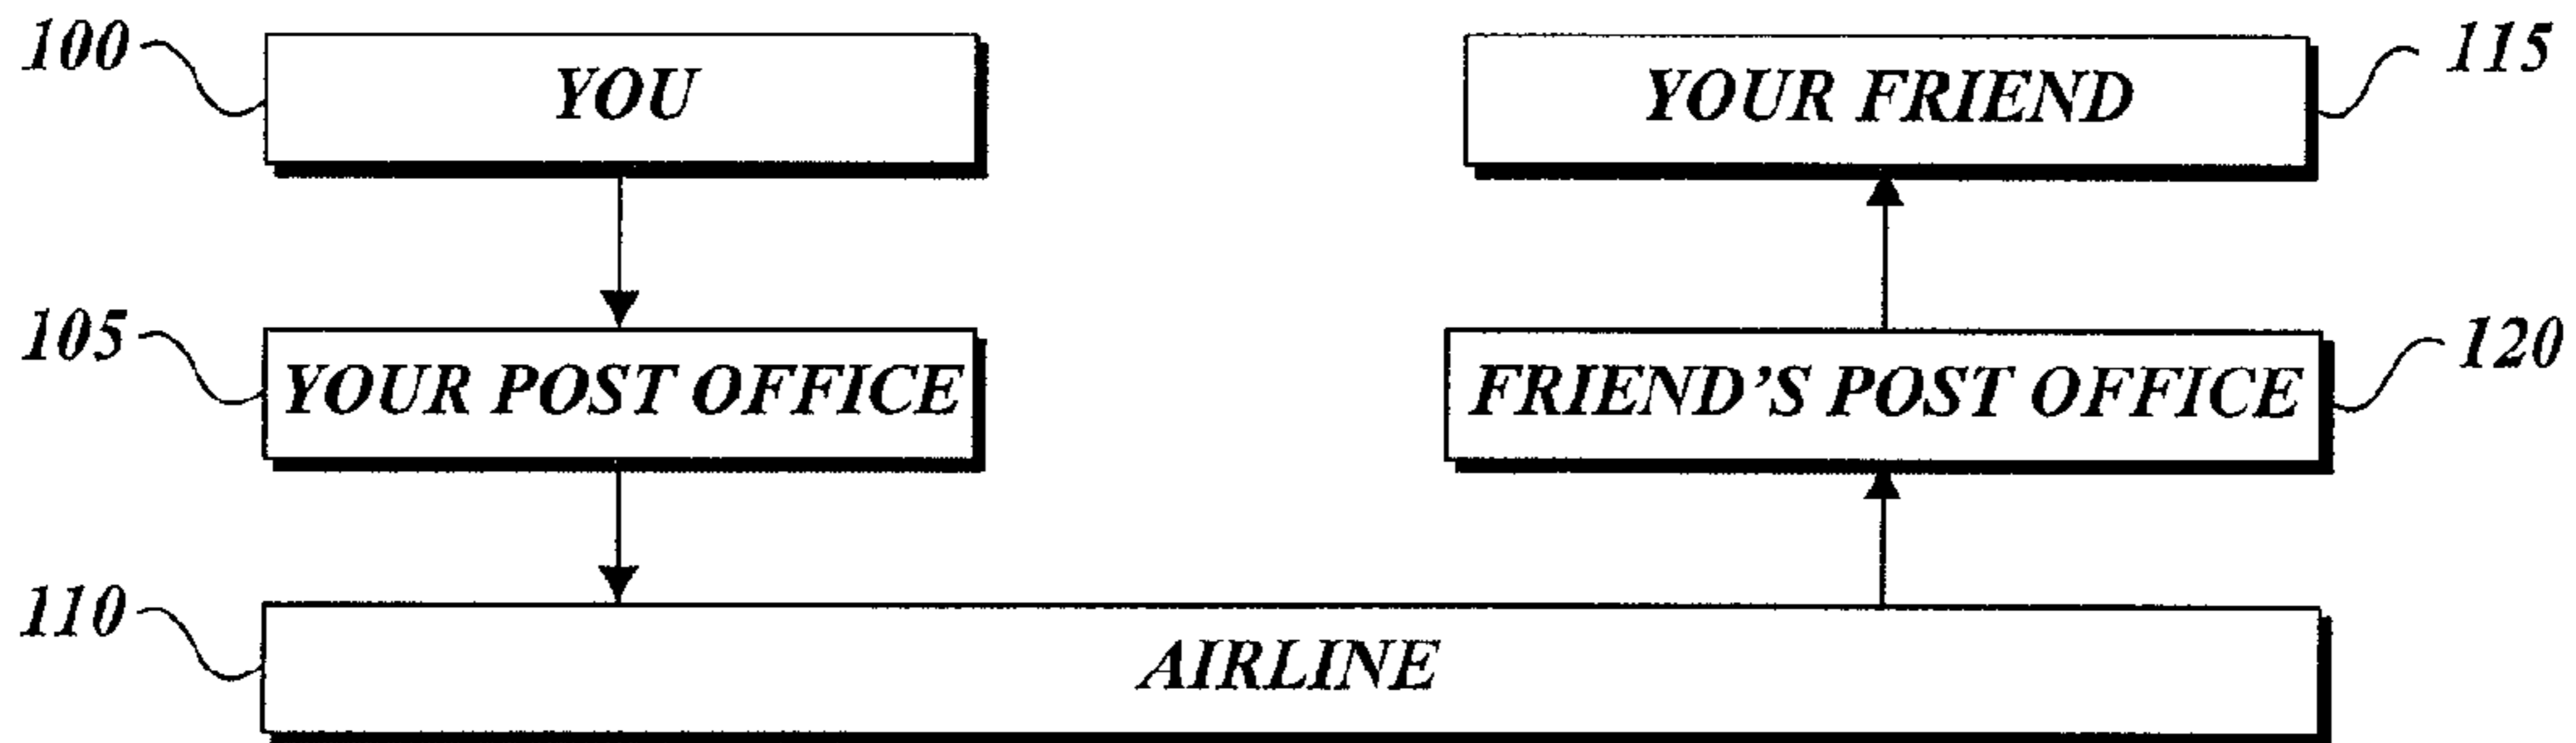 100 YOU
YOUR FRIEND 115
105 YOUR POST OFFICE
FRIEND'S POST OFFICE 120
110 AIRLINE